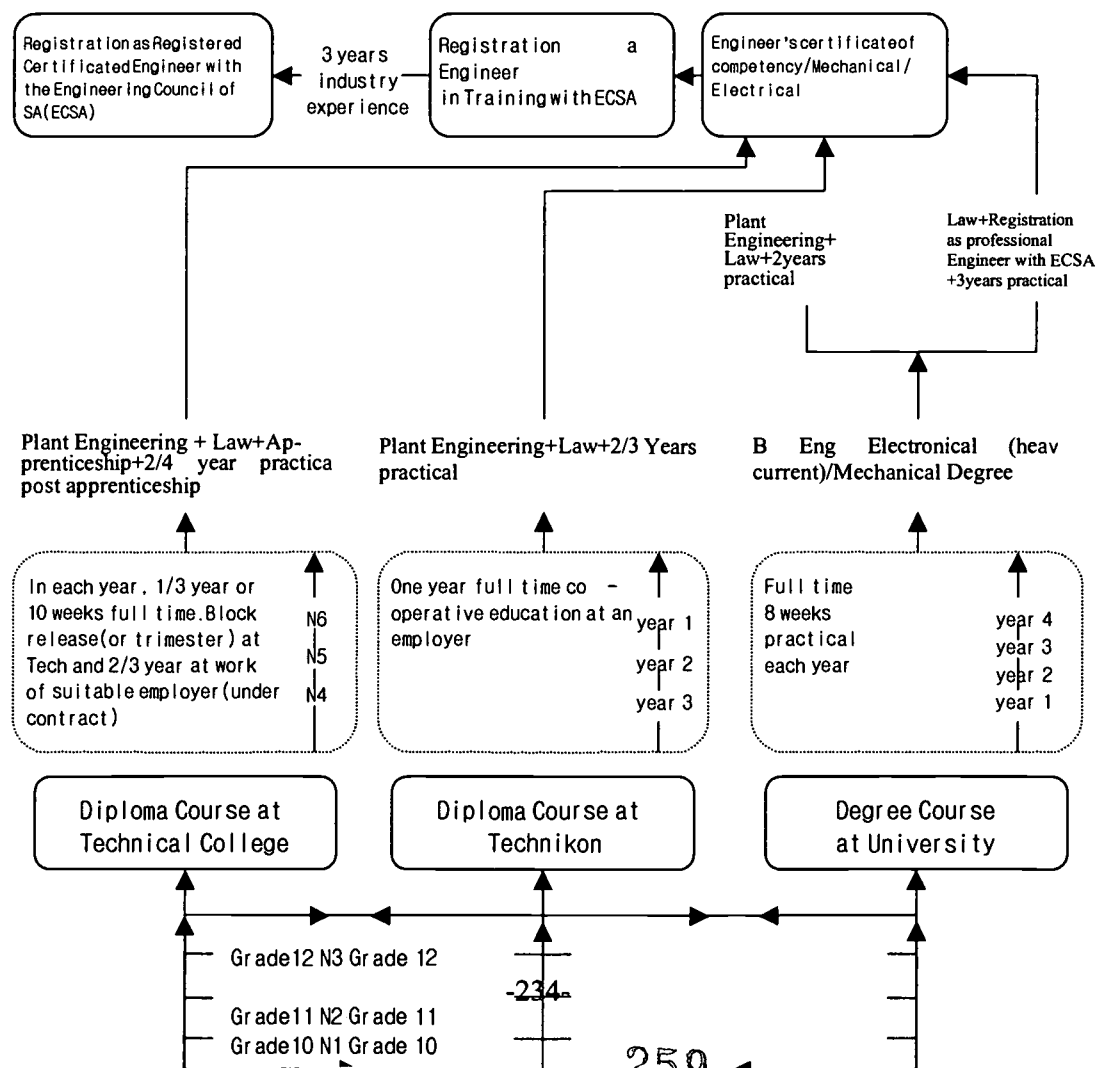 Registration as Registered
Certificated Engineer with
the Engineering Council of
SA(ECSA)
3 years
industry
experience
Registration a
Engineer
in Training with ECSA
Engineer's certificate of
competency/Mechanical/
Electrical
Plant
Engineering+
Law+2years
practical
Law+Registration
as professional
Engineer with ECSA
+3years practical
Plant Engineering + Law+Ap-
prenticeship+2/4 year practica
post apprenticeship
Plant Engineering+Law+2/3 Years
practical
B Eng Electronical (heav
current)/Mechanical Degree
In each year, 1/3 year or
10 weeks full time.Block
release(or trimester) at
Tech and 2/3 year at work
of suitable employer(under
contract)
N6
N5
N4
One year full time co -
operative education at an
employer
year 1
year 2
year 3
Full time
8 weeks
practical
each year
year 4
year 3
year 2
year 1
Diploma Course at
Technical College
Diploma Course at
Technikon
Degree Course
at University
Grade12 N3 Grade 12
-234-
Grade11 N2 Grade 11
Grade10 N1 Grade 10
259